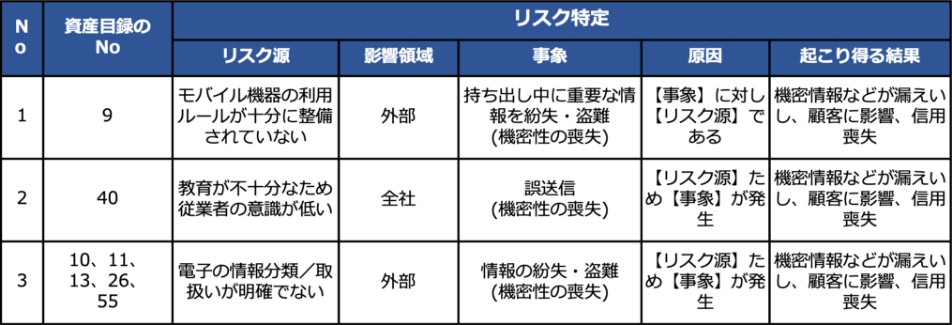 No
資産目録の
No
リスク特定
リスク源
影響領域
事象
原因
起こり得る結果
1
9
モバイル機器の利用
ルールが十分に整備
されていない
外部
持ち出し中に重要な情
報を紛失・盗難
(機密性の喪失)
【事象】に対し
【リスク源】で
ある
機密情報などが漏えい
し、顧客に影響、信用
喪失
2
40
教育が不十分なため
従業者の意識が低い
全社
誤送信
(機密性の喪失)
【リスク源】た
め【事象】が発
生
機密情報などが漏えい
し、顧客に影響、信用
喪失
3
10、11、
13、26、
55
電子の情報分類／取
扱いが明確でない
外部
情報の紛失・盗難
(機密性の喪失)
【リスク源】た
め【事象】が発
生
機密情報などが漏えい
し、顧客に影響、信用
喪失